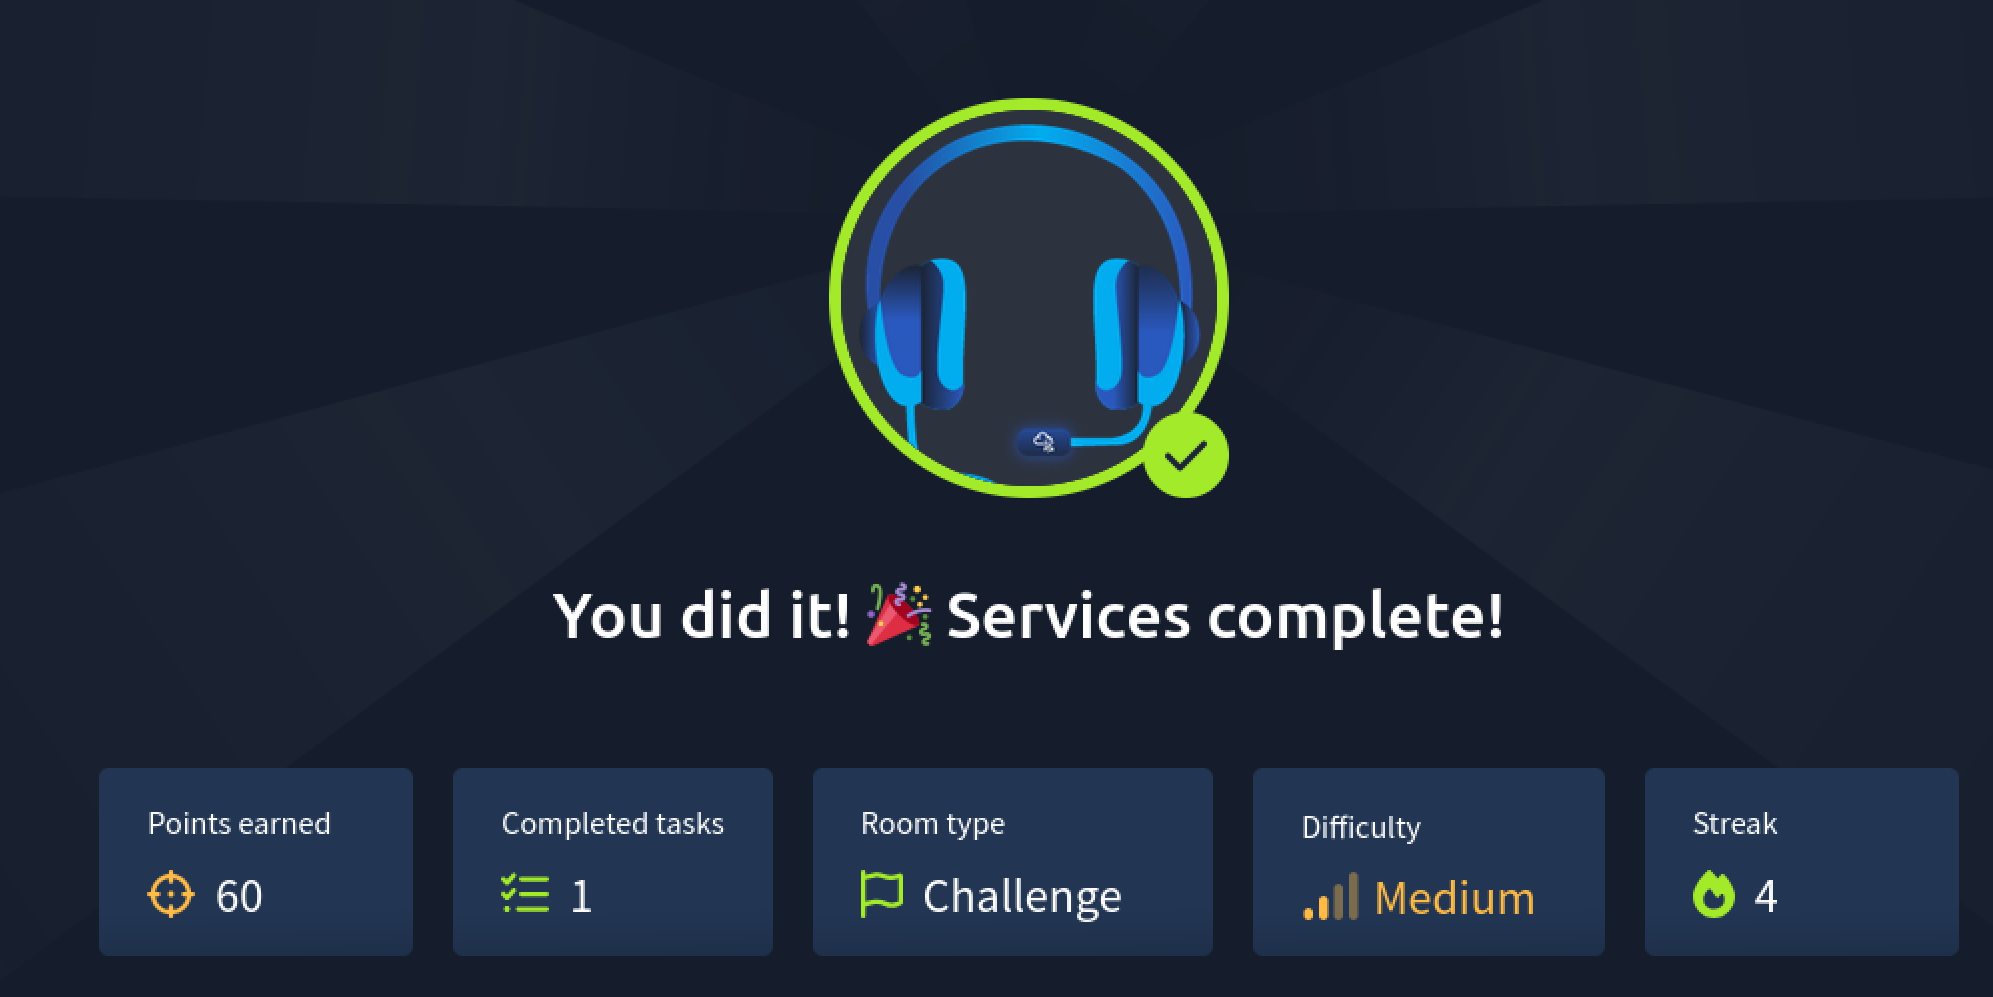 You did it! 🎉 Services complete!
Points earned
60
Completed tasks
1
Room type
Challenge
Difficulty
Medium
Streak
4